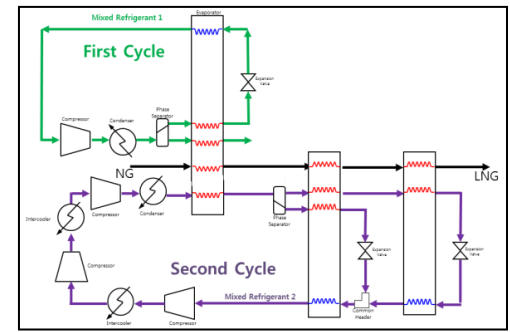 Evaporator
Mixed Refrigerant 1
First Cycle
Expansion
Valve
Phase
Separator
Compressor
Condenser
NG
LNG
Compressor
Condenser
Intercooler
Phase
Separator
Expansion
Valve
Expansion
Valve
Compressor
Second Cycle
Mixed Refrigerant 2
Common
Header
Intercooler
Compressor